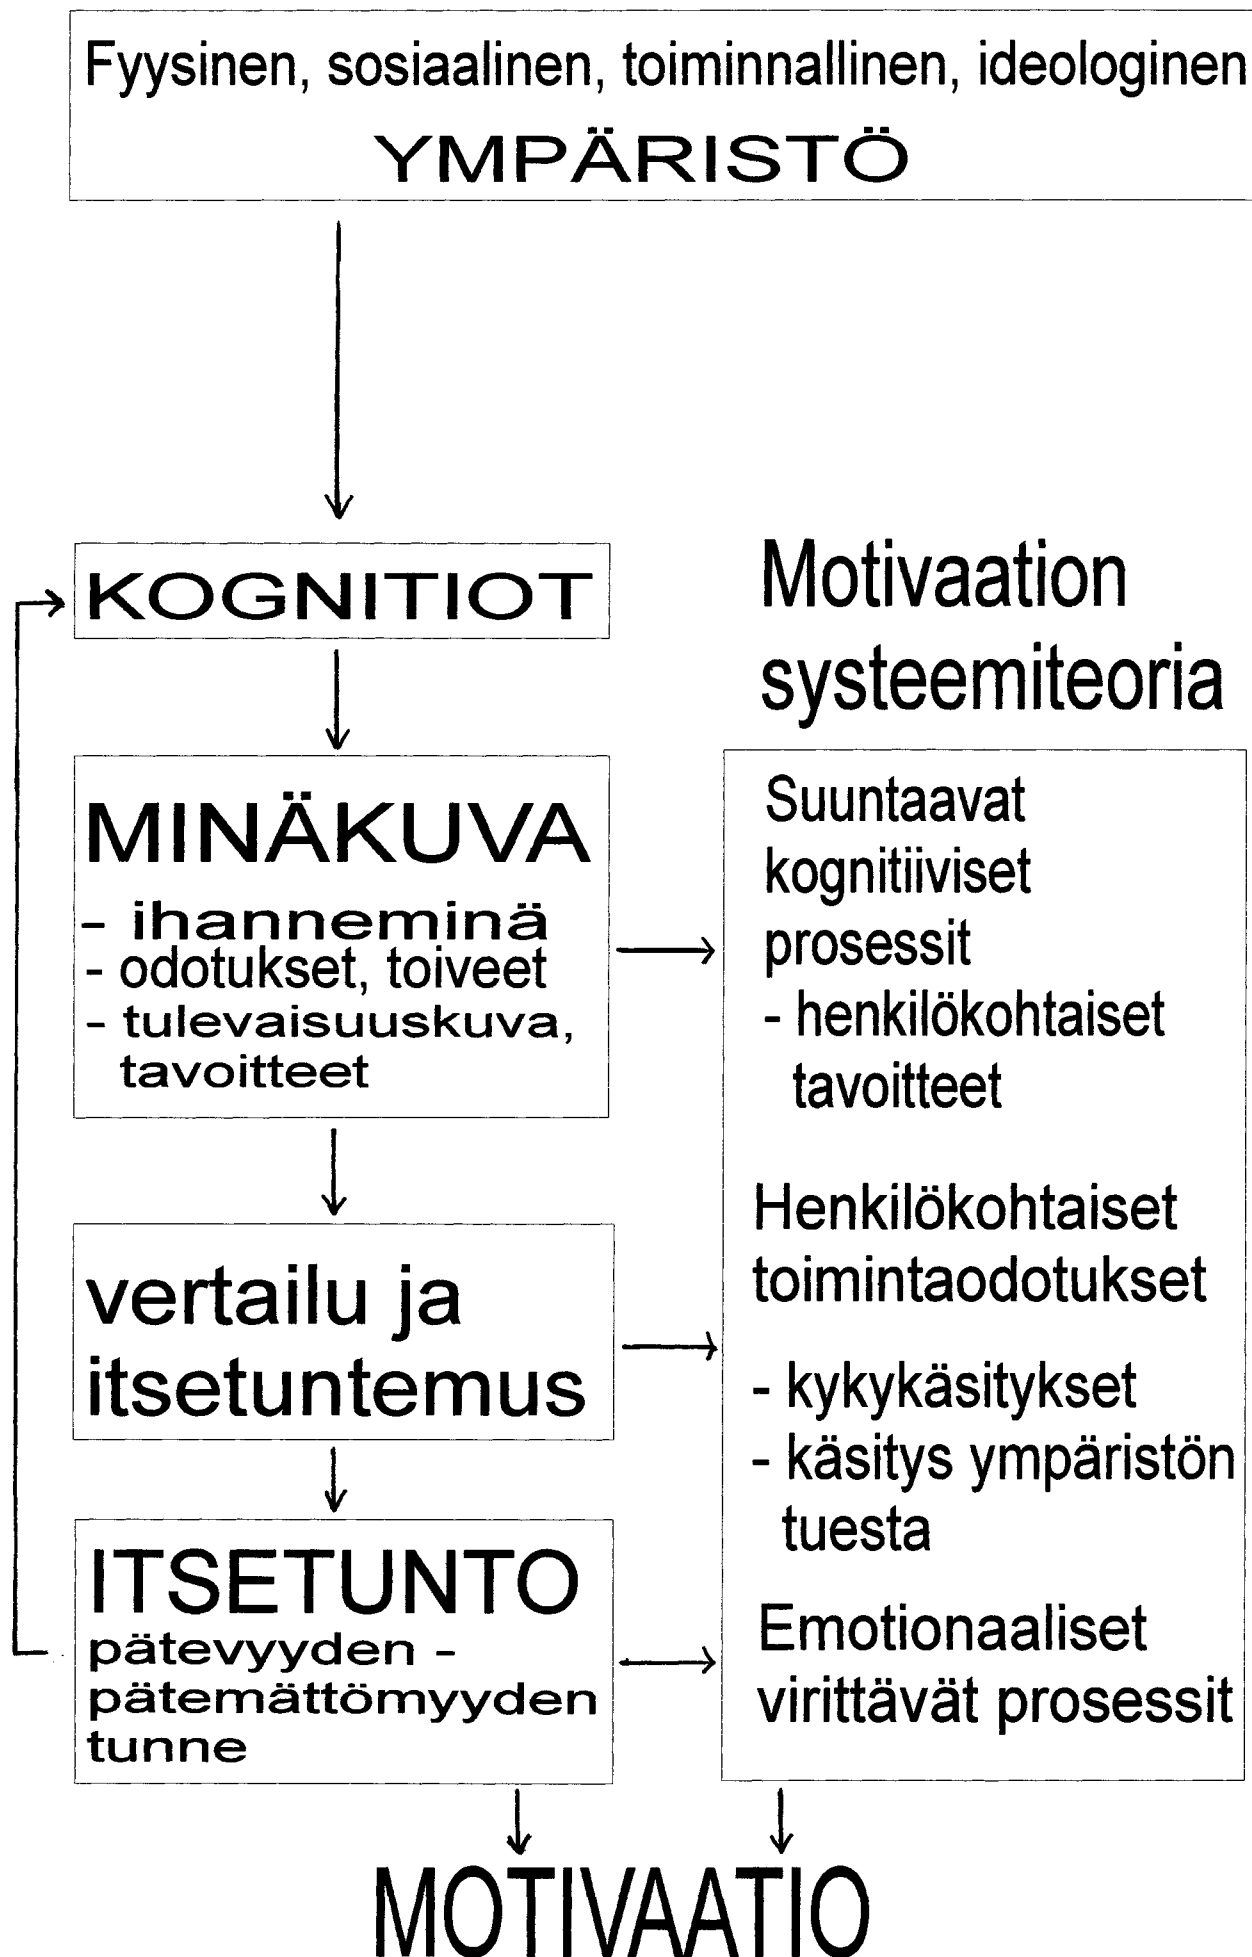 Fyysinen, sosiaalinen, toiminnallinen, ideologinen
YMPÄRISTÖ
KOGNITIOT
MINÄKUVA
- ihanneminä
- odotukset, toiveet
- tulevaisuuskuva,
tavoitteet
vertailu ja
itsetuntemus
ITSETUNTO
pätevyyden -
pätemättömyyden
tunne
Motivaation
systeemiteoria
Suuntaavat
kognitiiviset
prosessit
- henkilökohtaiset
tavoitteet
Henkilökohtaiset
toimintaodotukset
- kykykäsitykset
- käsitys ympäristön
tuesta
Emotionaaliset
virittävät prosessit
MOTIVAATIO